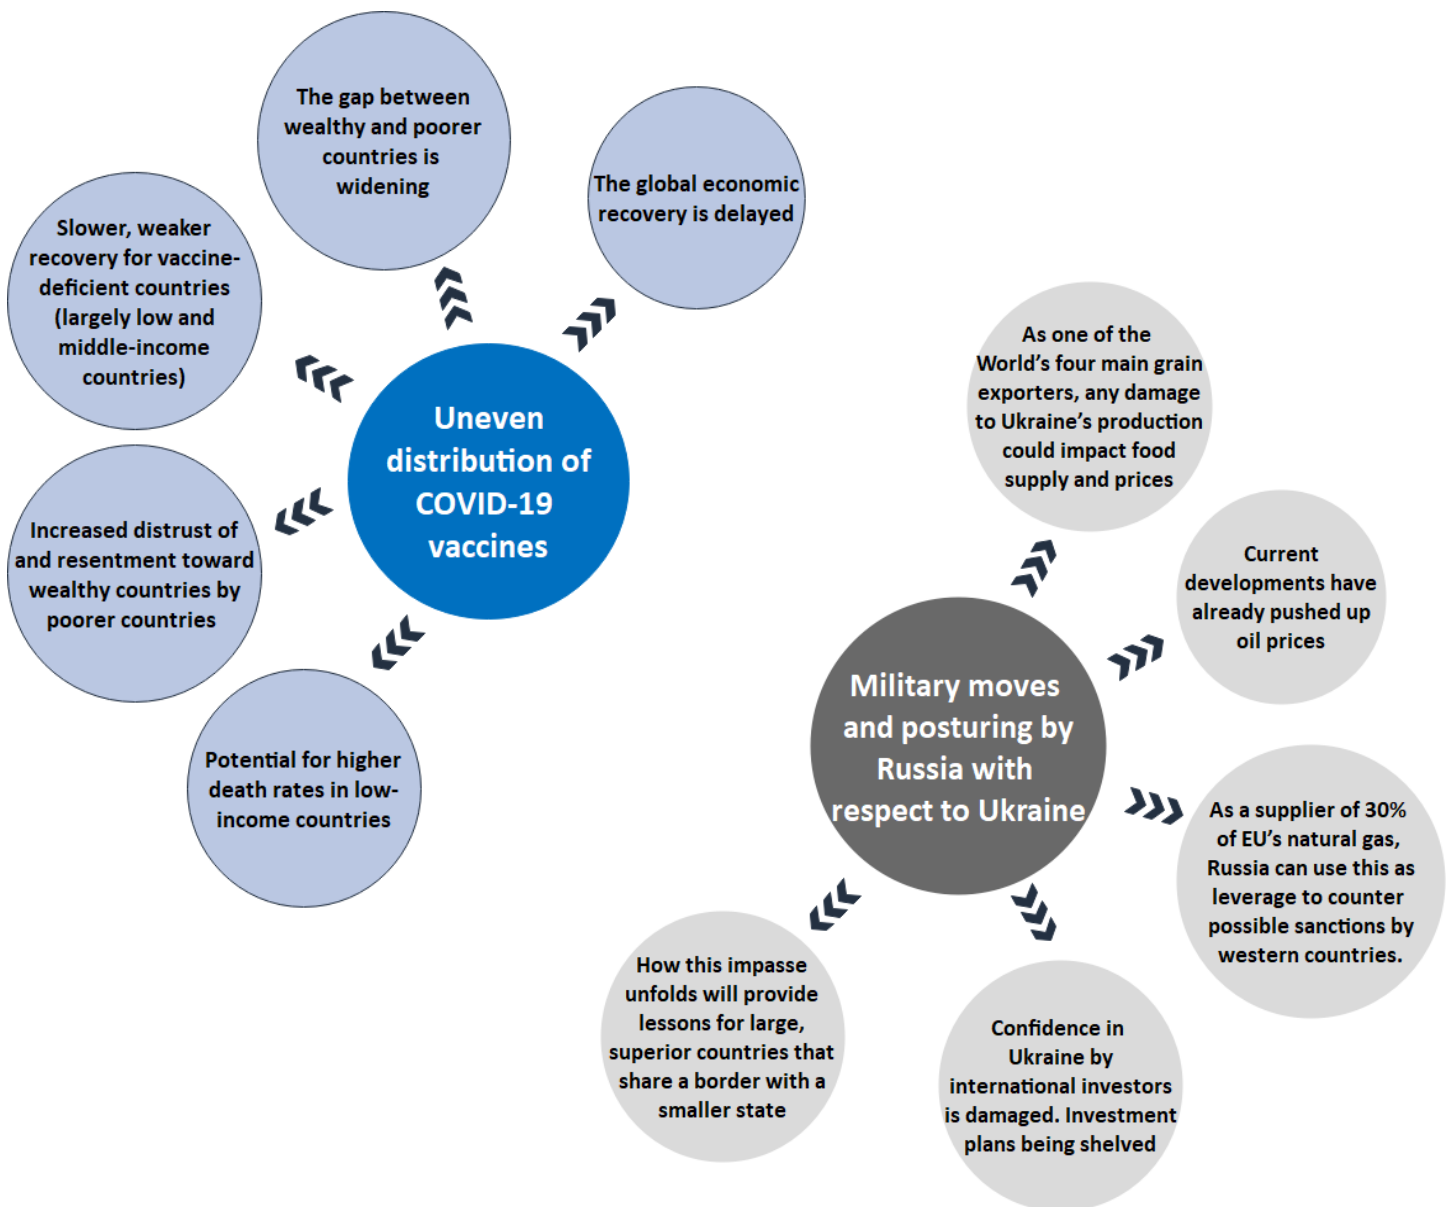 The gap between
wealthy and poorer
countries is
widening
The global economic
recovery is delayed
Slower, weaker
recovery for vaccine-
deficient countries
(largely low and
middle-income
countries)
Uneven
distribution of
COVID-19
vaccines
Increased distrust of
and resentment toward
wealthy countries by
poorer countries
Potential for higher
death rates in low-
income countries
As one of the
World’s four main grain
exporters, any damage
to Ukraine’s production
could impact food
supply and prices
Current
developments have
already pushed up
oil prices
Military moves
and posturing by
Russia with
respect to Ukraine
As a supplier of 30%
of EU’s natural gas,
Russia can use this as
leverage to counter
possible sanctions by
western countries.
How this impasse
unfolds will provide
lessons for large,
superior countries that
share a border with a
smaller state
Confidence in
Ukraine by
international investors
is damaged. Investment
plans being shelved